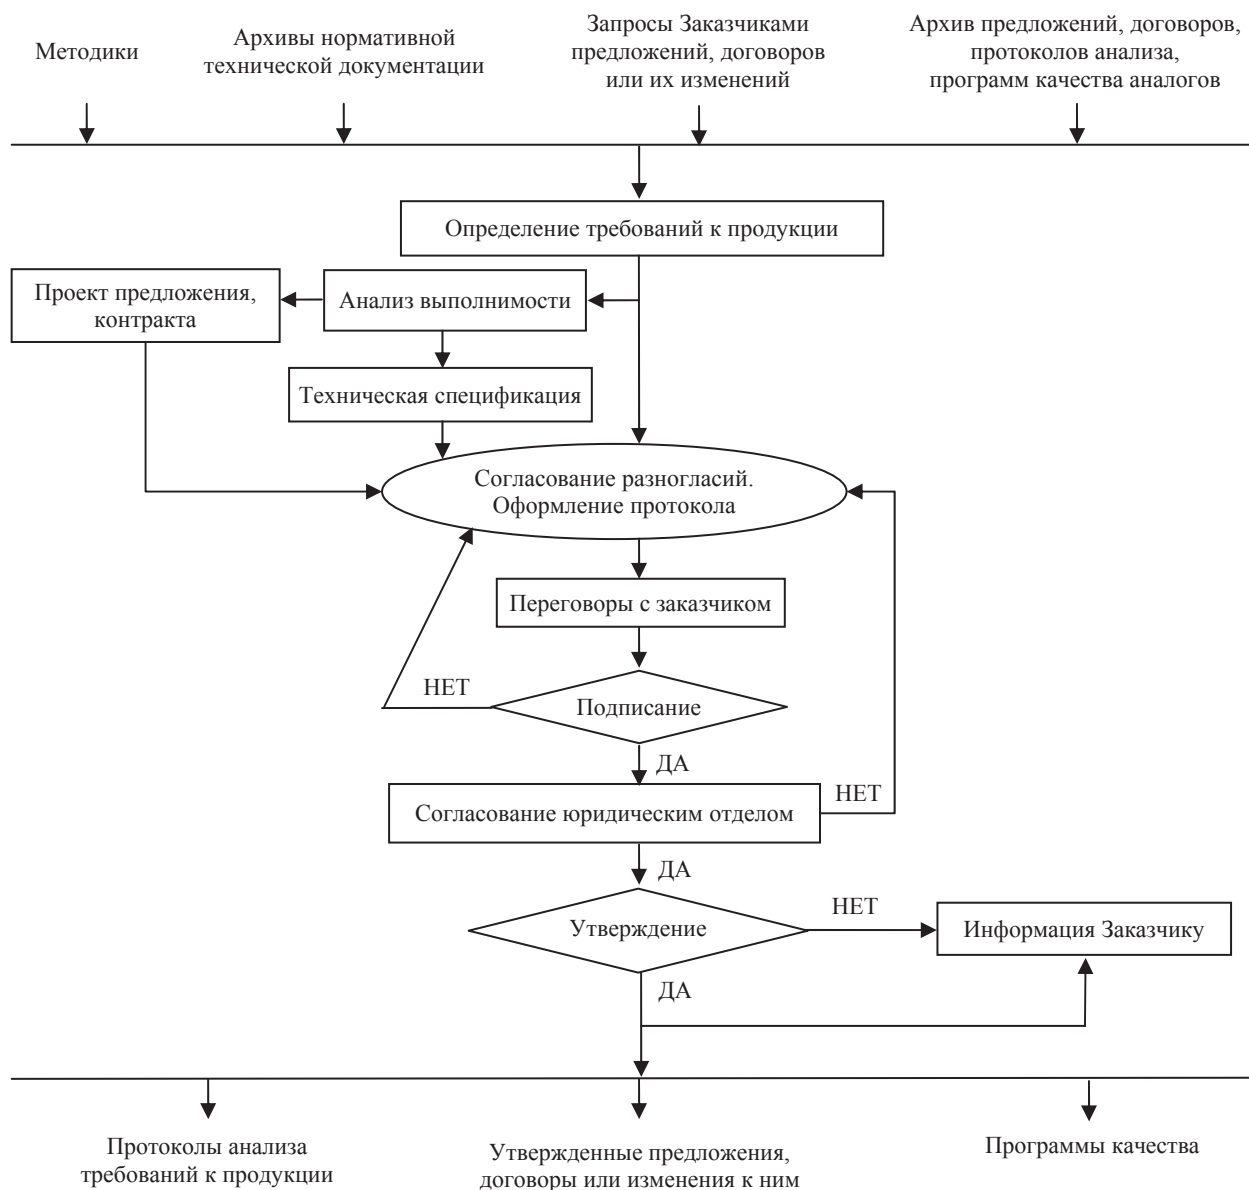 Методики
Архивы нормативной
технической документации
Запросы Заказчиками
предложений, договоров
или их изменений
Архив предложений, договоров,
протоколов анализа,
программ качества аналогов
Определение требований к продукции
Проект предложения,
контракта
Анализ выполнимости
Техническая спецификация
Согласование разногласий.
Оформление протокола
Переговоры с заказчиком
НЕТ
Подписание
ДА
Согласование юридическим отделом
НЕТ
ДА
Утверждение
НЕТ
Информация Заказчику
ДА
Протоколы анализа
требований к продукции
Утвержденные предложения,
договоры или изменения к ним
Программы качества